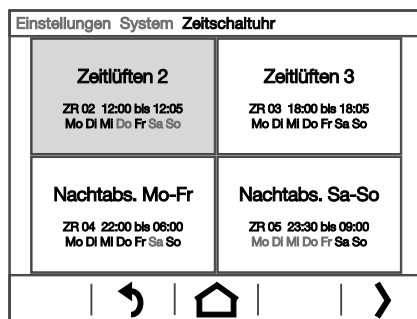 Einstellungen System Zeitschaltuhr
Zeitlüften 2
ZR 02 12:00 bis 12:05
Mo Di Mi Do Fr Sa So
Zeitlüften 3
ZR 03 18:00 bis 18:05
Mo Di Mi Do Fr Sa So
Nachtabs. Mo-Fr
ZR 04 22:00 bis 06:00
Mo Di Mi Do Fr Sa So
Nachtabs. Sa-So
ZR 05 23:30 bis 09:00
Mo Di Mi Do Fr Sa So